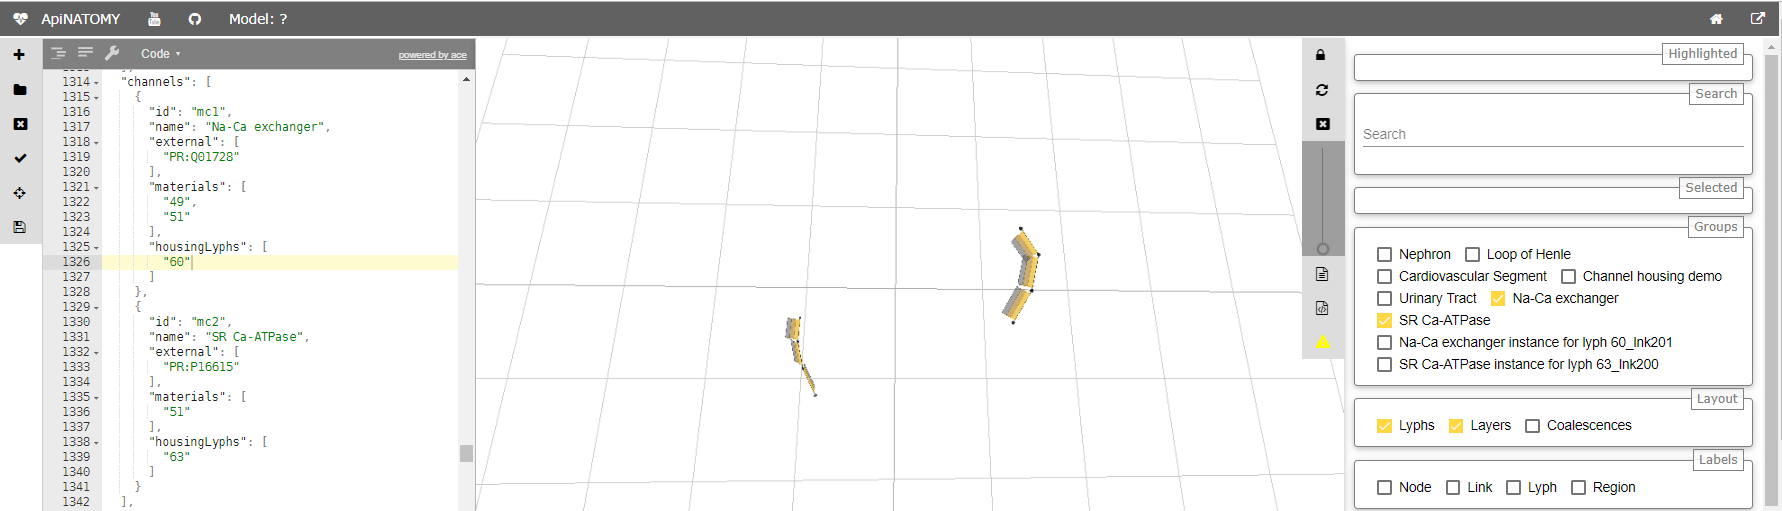 ApiNATOMY You Tube Model: ?
Code powered by ace
1314 "channels": [
1315 {
1316 "id": "mc1",
1317 "name": "Na-Ca exchanger",
1318 "external": [
1319 "PR:Q01728"
1320 ],
1321 "materials": [
1322 "49",
1323 "51"
1324 ],
1325 "housingLyphs": [
1326 "60"
1327 ]
1328 },
1329 {
1330 "id": "mc2",
1331 "name": "SR Ca-ATPase",
1332 "external": [
1333 "PR:P16615"
1334 ],
1335 "materials": [
1336 "51"
1337 ],
1338 "housingLyphs": [
1339 "63"
1340 ]
1341 }
1342 ],
Highlighted
Search
Search
Selected
Groups
Nephron Loop of Henle
Cardiovascular Segment Channel housing demo
Urinary Tract Na-Ca exchanger
SR Ca-ATPase
Na-Ca exchanger instance for lyph 60_lnk201
SR Ca-ATPase instance for lyph 63_lnk200
Layout
Lyphs Layers Coalescences
Labels
Node Link Lyph Region